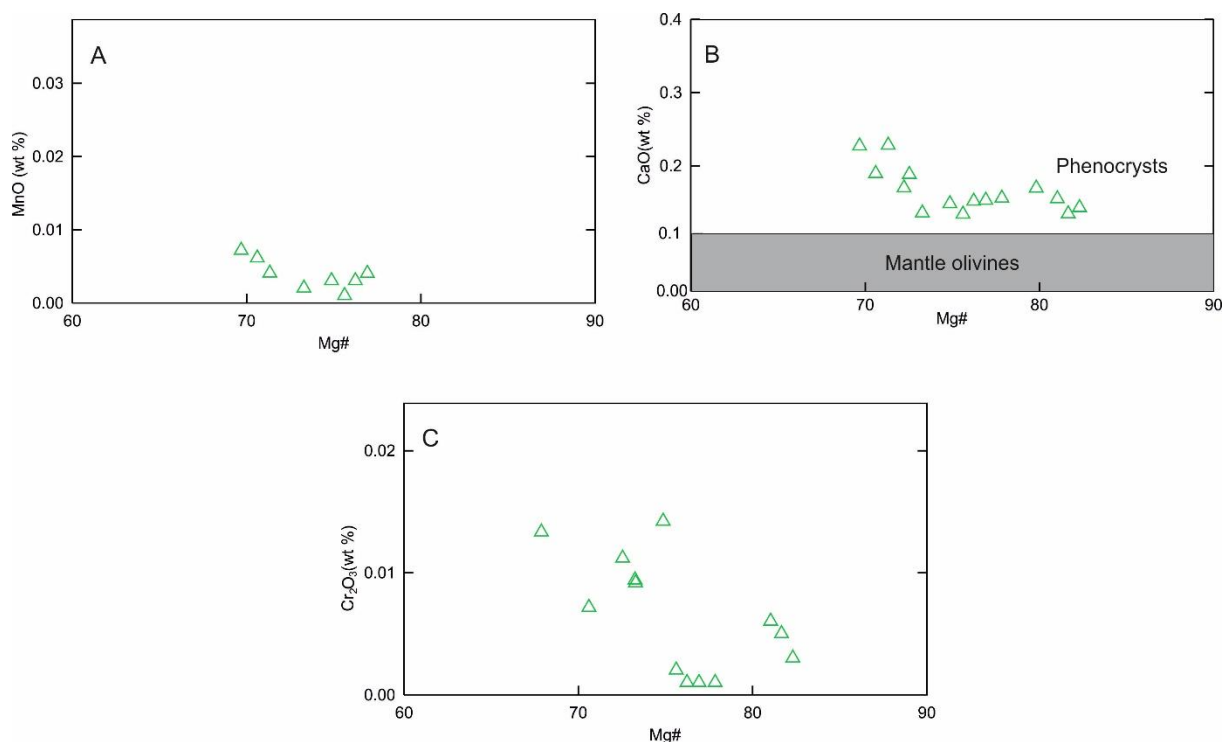 A
MnO (wt %)
0.03
0.02
0.01
0.00
60
70
80
90
Mg#
B
CaO(wt %)
0.4
0.3
0.2
0.1
0.00
Phenocrysts
Mantle olivines
60
70
80
90
Mg#
C
Cr₂O₃(wt %)
0.02
0.01
0.00
60
70
80
90
Mg#